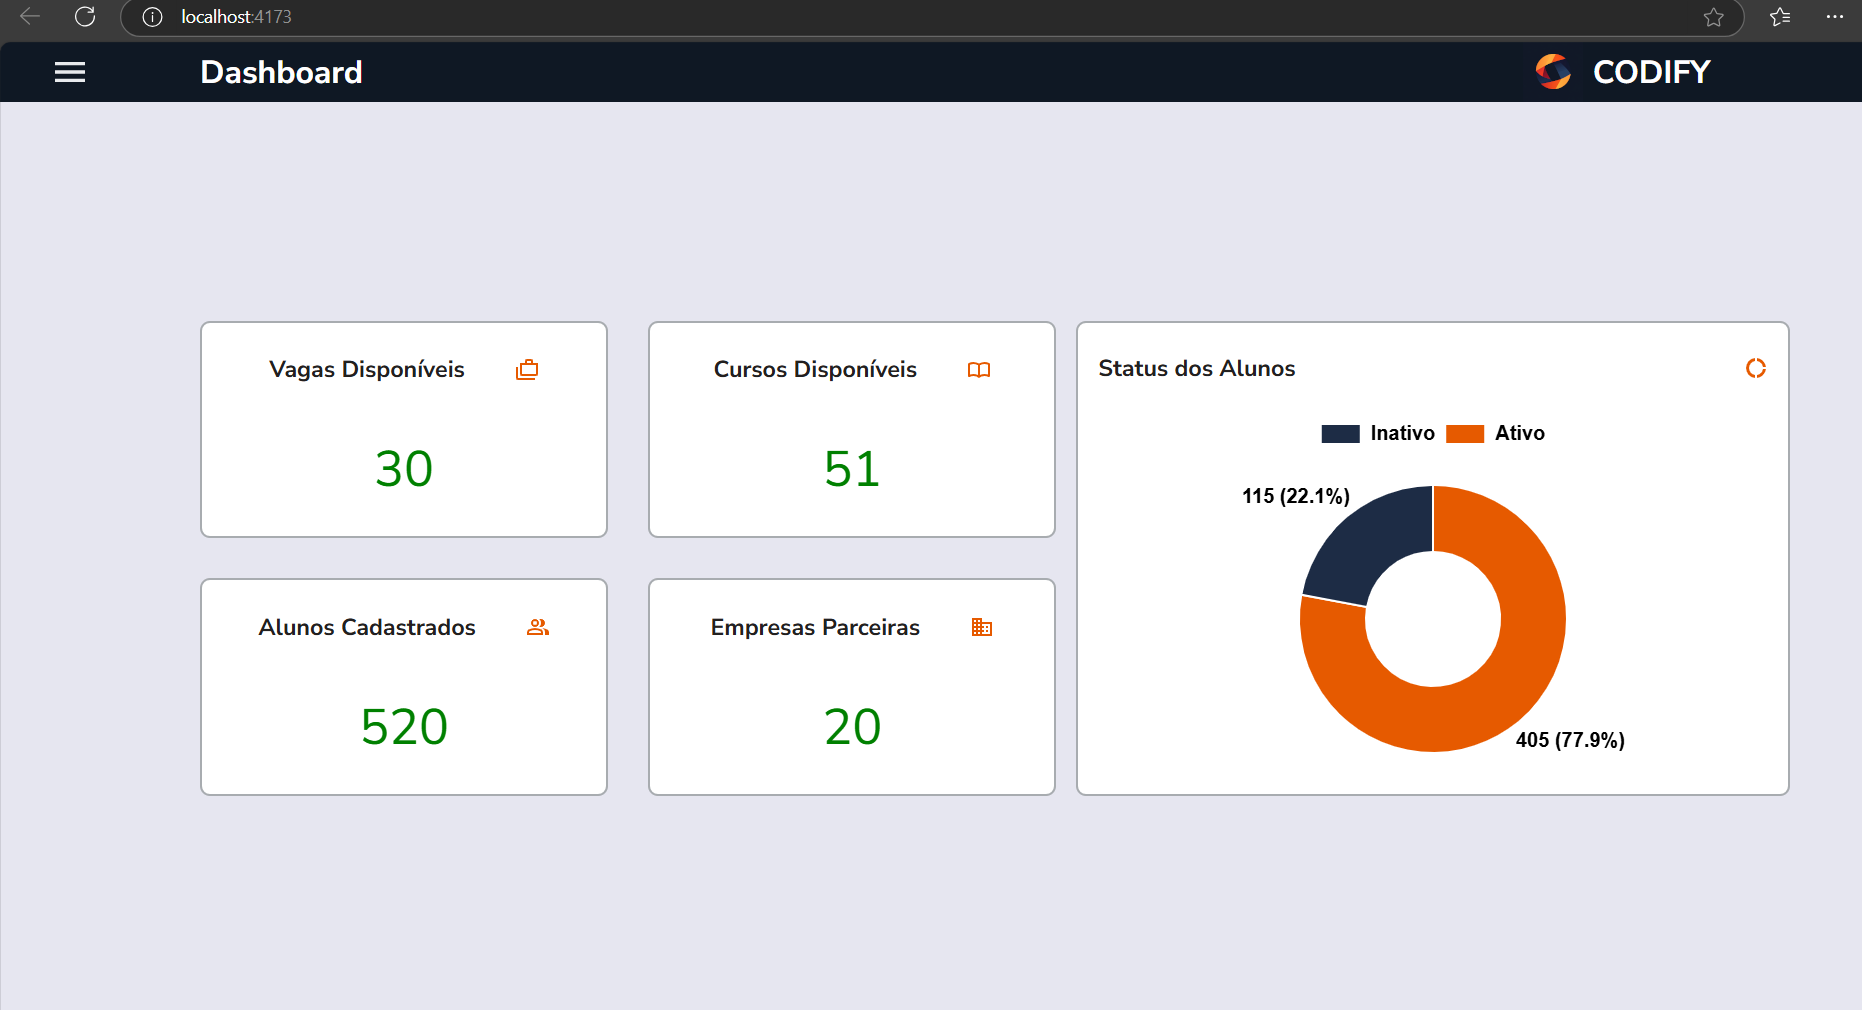 localhost:4173
Dashboard
CODIFY
Vagas Disponíveis
30
Cursos Disponíveis
51
Alunos Cadastrados
520
Empresas Parceiras
20
Status dos Alunos
Inativo Ativo
115 (22.1%)
405 (77.9%)